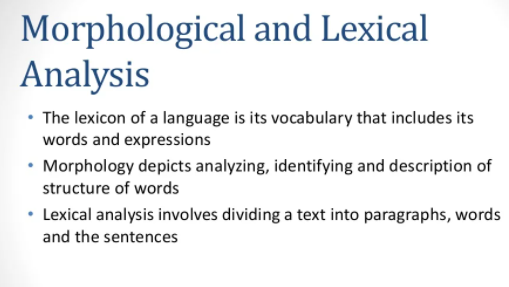 Morphological and Lexical
Analysis
• The lexicon of a language is its vocabulary that includes its
words and expressions
• Morphology depicts analyzing, identifying and description of
structure of words
• Lexical analysis involves dividing a text into paragraphs, words
and the sentences